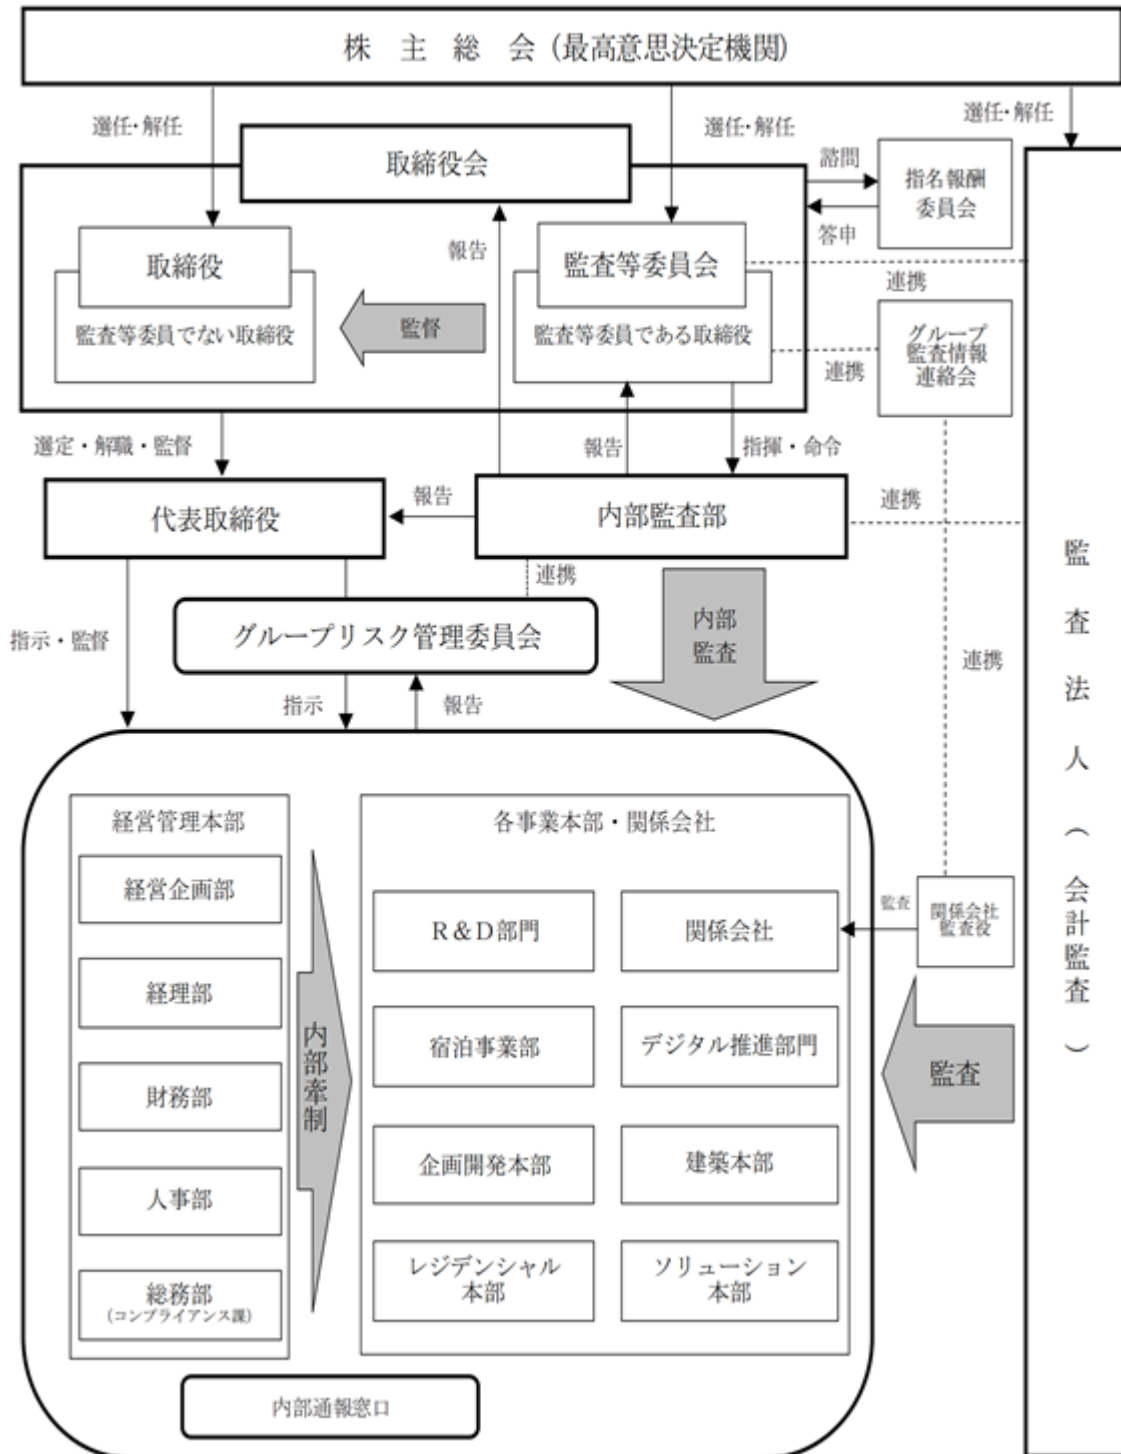 株 主 総 会 (最高意思決定機関)
選任・解任
選任・解任
選任・解任
取締役会
諮問
指名報酬
委員会
答申
取締役
報告
監査等委員会
連携
監査等委員でない取締役
監督
監査等委員である取締役
グループ
監査情報
連絡会
連携
選定・解職・監督
報告
指揮・命令
代表取締役
報告
内部監査部
連携
連携
グループリスク管理委員会
内部
監査
指示・監督
連携
指示
報告
監査法人(会計監査)
経営管理本部
経営企画部
経理部
財務部
人事部
総務部
(コンプライアンス課)
内部牽制
各事業本部・関係会社
R&D部門
関係会社
監査
関係会社
監査役
宿泊事業部
デジタル推進部門
監査
企画開発本部
建築本部
レジデンシャル
本部
ソリューション
本部
内部通報窓口